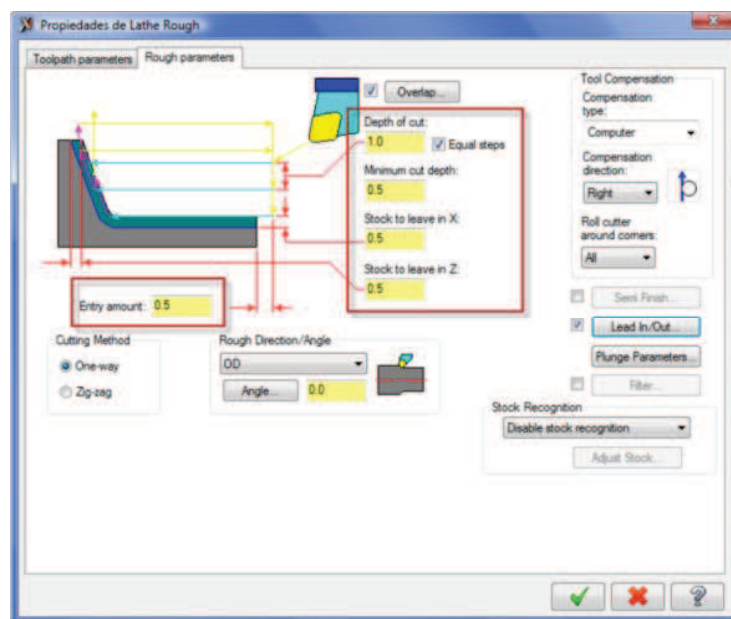 Propiedades de Lathe Rough
Toolpath parameters
Rough parameters
Overlap...
Depth of cut:
1.0
Equal steps
Minimum cut depth:
0.5
Stock to leave in X:
0.5
Stock to leave in Z:
0.5
Entry amount: 0.5
Tool Compensation
Compensation
type:
Computer
Compensation
direction:
Right
Roll cutter
around corners:
All
Semi Finish...
Lead In/Out...
Plunge Parameters...
Filter...
Cutting Method
One-way
Zig-zag
Rough Direction/Angle
OD
Angle... 0.0
Stock Recognition
Disable stock recognition
Adjust Stock...